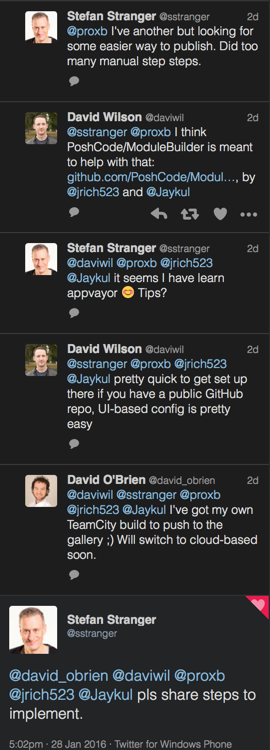 Stefan Stranger @sstranger 2d
@proxb I've another but looking for
some easier way to publish. Did too
many manual step steps.
David Wilson @daviwil 2d
@sstranger @proxb I think
PoshCode/ModuleBuilder is meant
to help with that:
github.com/PoshCode/Modul…, by
@jrich523 and @Jaykul
Stefan Stranger @sstranger 2d
@daviwil @proxb @jrich523
@Jaykul it seems I have learn
appvayor 😊 Tips?
David Wilson @daviwil 2d
@sstranger @proxb @jrich523
@Jaykul pretty quick to get set up
there if you have a public GitHub
repo, UI-based config is pretty
easy
David O'Brien @david_obrien 2d
@daviwil @sstranger @proxb
@jrich523 @Jaykul I've got my own
TeamCity build to push to the
gallery ;) Will switch to cloud-based
soon.
Stefan Stranger
@sstranger
@david_obrien @daviwil @proxb
@jrich523 @Jaykul pls share steps to
implement.
5:02pm · 28 Jan 2016 · Twitter for Windows Phone